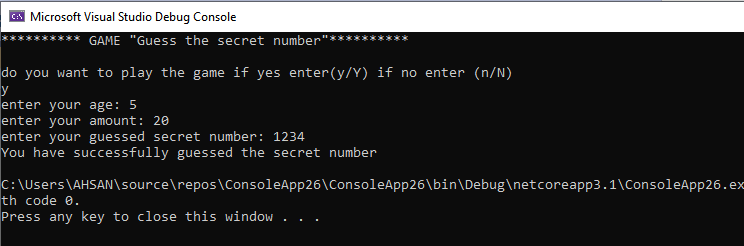 Microsoft Visual Studio Debug Console
********** GAME "Guess the secret number"**********
do you want to play the game if yes enter(y/Y) if no enter (n/N)
y
enter your age: 5
enter your amount: 20
enter your guessed secret number: 1234
You have successfully guessed the secret number
C:\Users\AHSAN\source\repos\ConsoleApp26\ConsoleApp26\bin\Debug\netcoreapp3.1\ConsoleApp26.ex
th code 0.
Press any key to close this window . . .